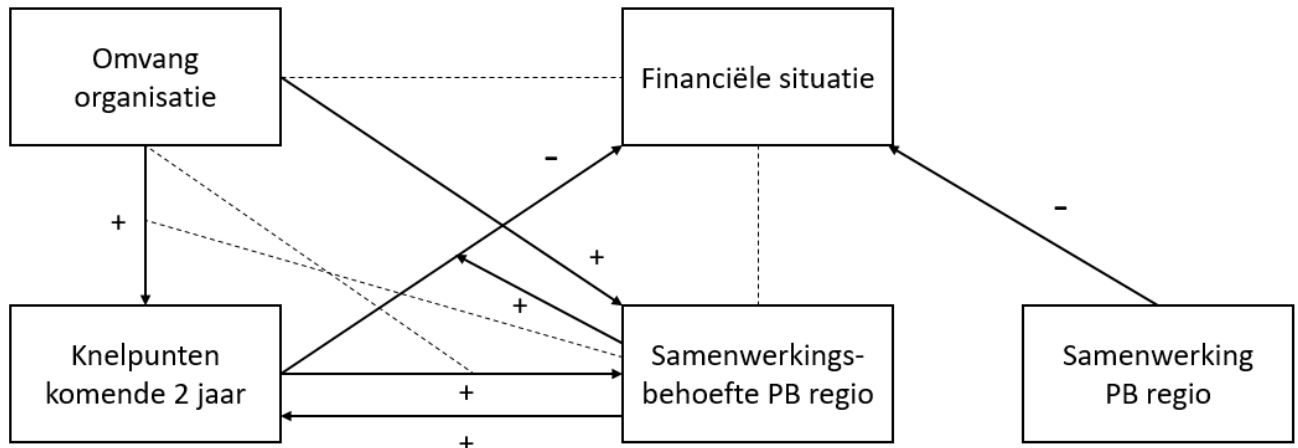 Omvang
organisatie
Financiële situatie
-
-
+
+
+
Knelpunten
komende 2 jaar
Samenwerkings-
behoefte PB regio
Samenwerking
PB regio
+
+